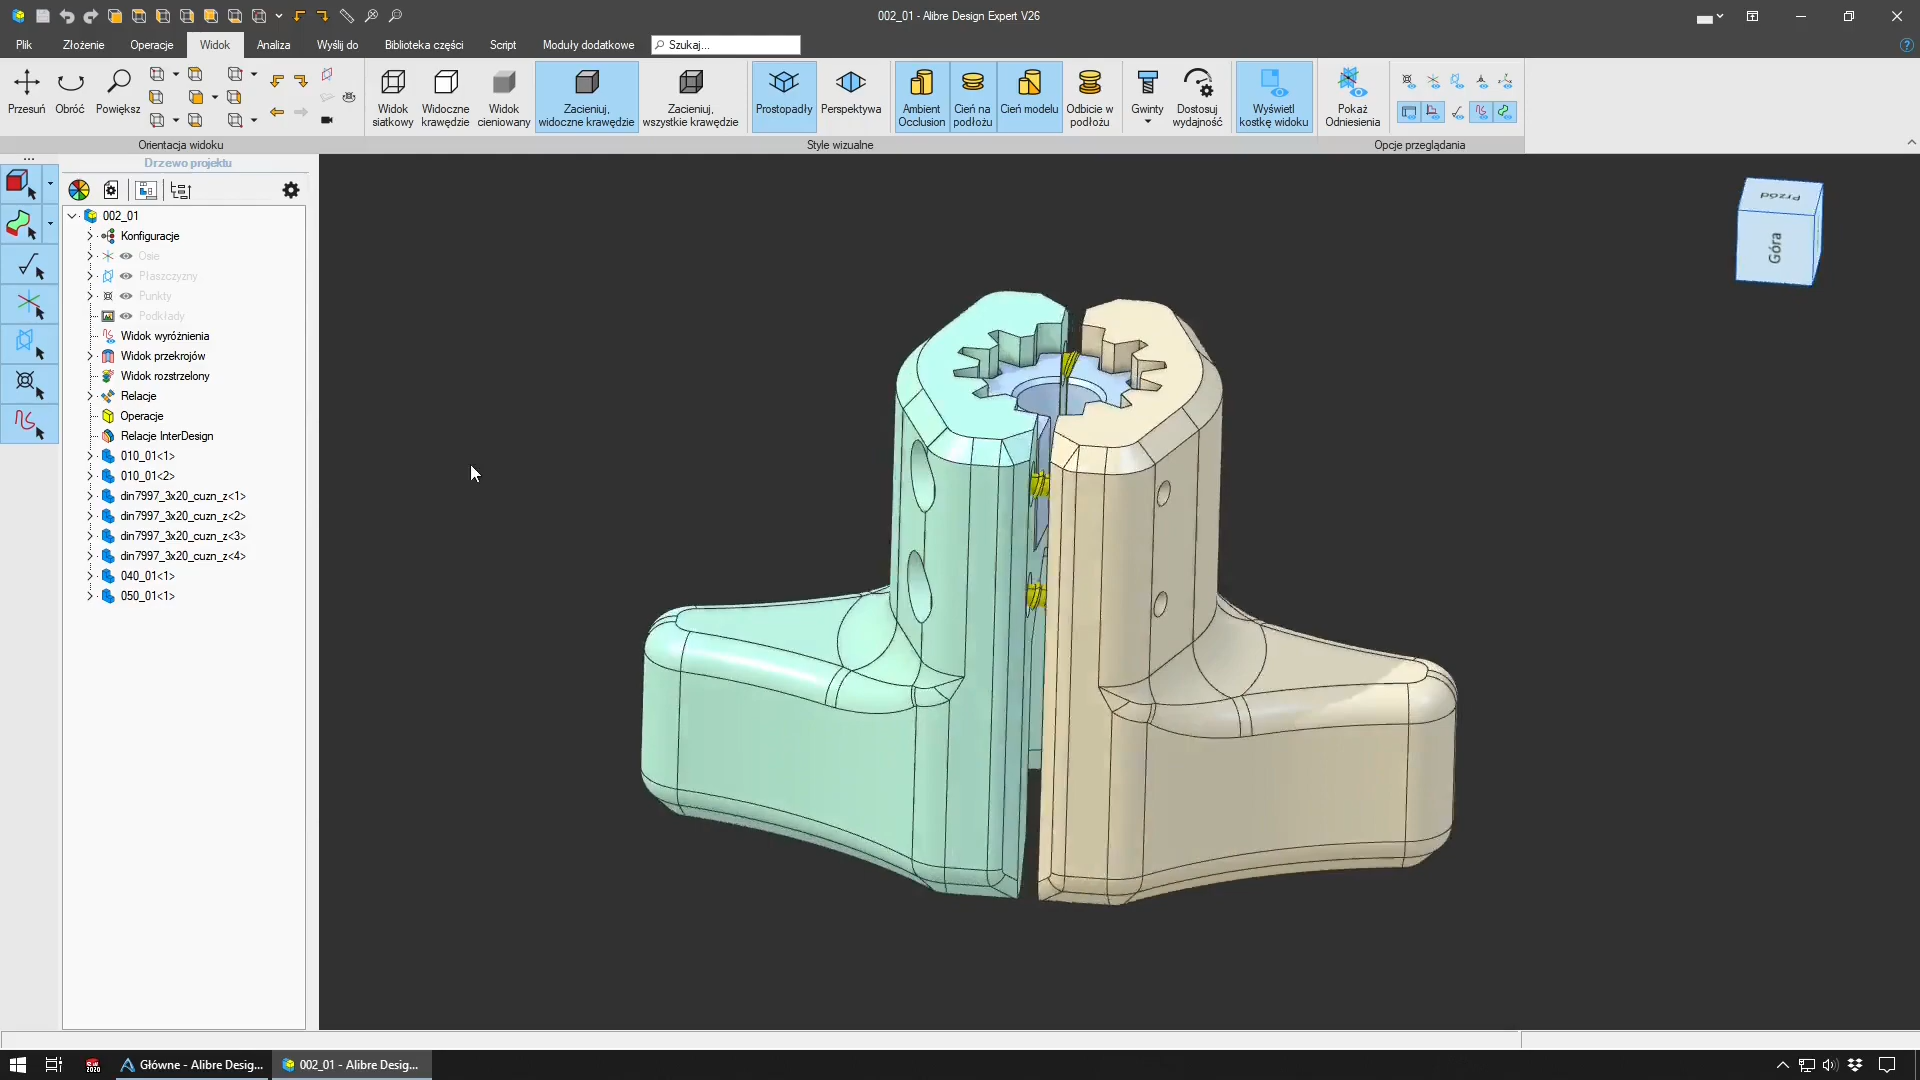 002_01 - Alibre Design Expert V26
Plik
Złożenie
Operacje
Widok
Analiza
Wyślij do
Biblioteka części
Script
Moduły dodatkowe
Szukaj...
Przesuń
Obróć
Powiększ
Widok
siatkowy
Widoczne
krawędzie
Widok
cieniowany
Zacieniuj,
widoczne krawędzie
Zacieniuj,
wszystkie krawędzie
Prostopadły
Perspektywa
Ambient
Occlusion
Cień na
podłożu
Cień modelu
Odbicie w
podłożu
Gwinty
Dostosuj
wydajność
Wyświetl
kostkę widoku
Pokaż
Odniesienia
Orientacja widoku
Style wizualne
Opcje przeglądania
Drzewo projektu
002_01
Konfiguracje
Osie
Płaszczyzny
Punkty
Podkłady
Widok wyróżnienia
Widok przekrojów
Widok rozstrzelony
Relacje
Operacje
Relacje InterDesign
010_01<1>
010_01<2>
din7997_3x20_cuzn_z<1>
din7997_3x20_cuzn_z<2>
din7997_3x20_cuzn_z<3>
din7997_3x20_cuzn_z<4>
040_01<1>
050_01<1>
Przód
Góra
Główne - Alibre Desig...
002_01 - Alibre Desig...